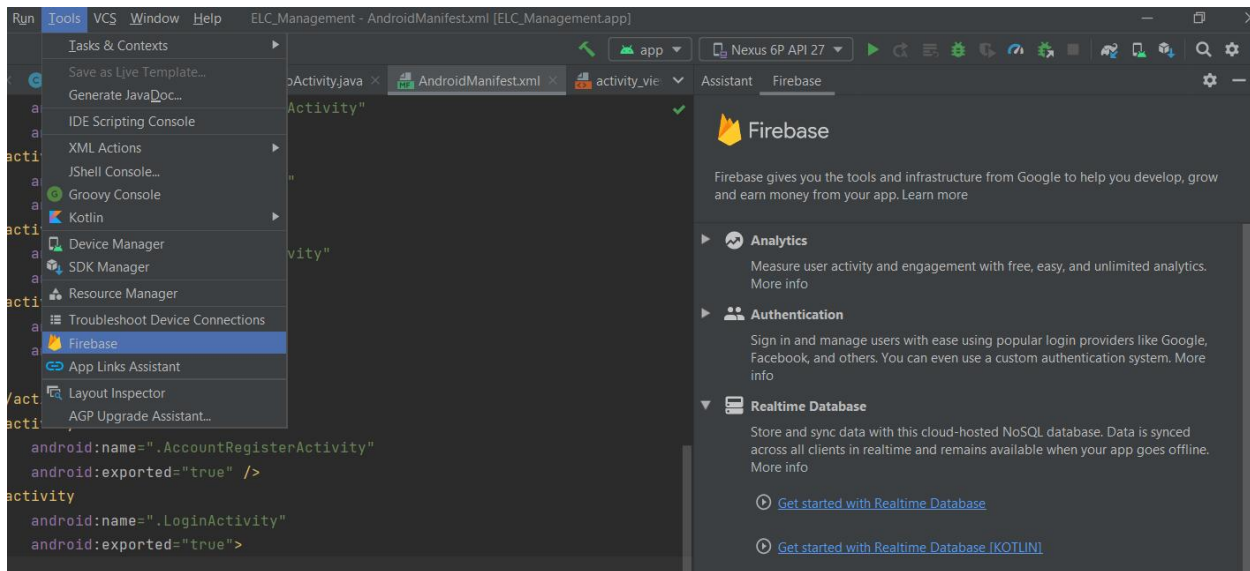 Run Tools VCS Window Help ELC_Management - AndroidManifest.xml [ELC_Management.app]
app Nexus 6P API 27
Tasks & Contexts
Save as Live Template...
Generate JavaDoc...
IDE Scripting Console
XML Actions
JShell Console...
Groovy Console
Kotlin
Device Manager
SDK Manager
Resource Manager
Troubleshoot Device Connections
Firebase
App Links Assistant
Layout Inspector
AGP Upgrade Assistant...
AndroidManifest.xml activity_vie
Activity"
"
vity"
android:name=".AccountRegisterActivity"
android:exported="true" />
activity
android:name=".LoginActivity"
android:exported="true">
Assistant Firebase
Firebase
Firebase gives you the tools and infrastructure from Google to help you develop, grow
and earn money from your app. Learn more
Analytics
Measure user activity and engagement with free, easy, and unlimited analytics.
More info
Authentication
Sign in and manage users with ease using popular login providers like Google,
Facebook, and others. You can even use a custom authentication system. More
info
Realtime Database
Store and sync data with this cloud-hosted NoSQL database. Data is synced
across all clients in realtime and remains available when your app goes offline.
More info
Get started with Realtime Database
Get started with Realtime Database [KOTLIN]